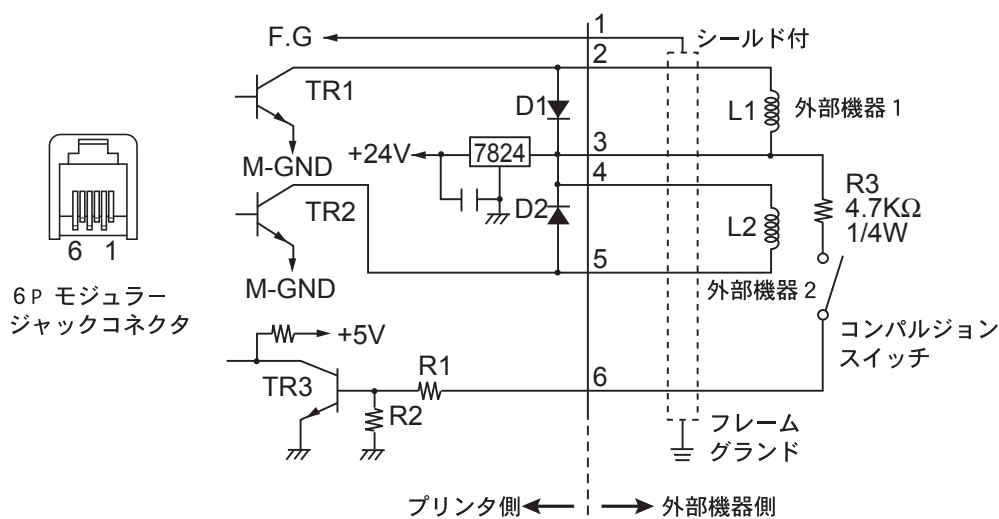 1
F.G
シールド付
2
TR1
D1
L1
外部機器 1
M-GND
+24V
7824
3
4
TR2
D2
R3
4.7KΩ
1/4W
L2
M-GND
5
外部機器 2
6 1
6P モジュラー
ジャックコネクタ
+5V
コンパルジョン
スイッチ
TR3
R1
6
R2
フレーム
グランド
プリンタ側
外部機器側